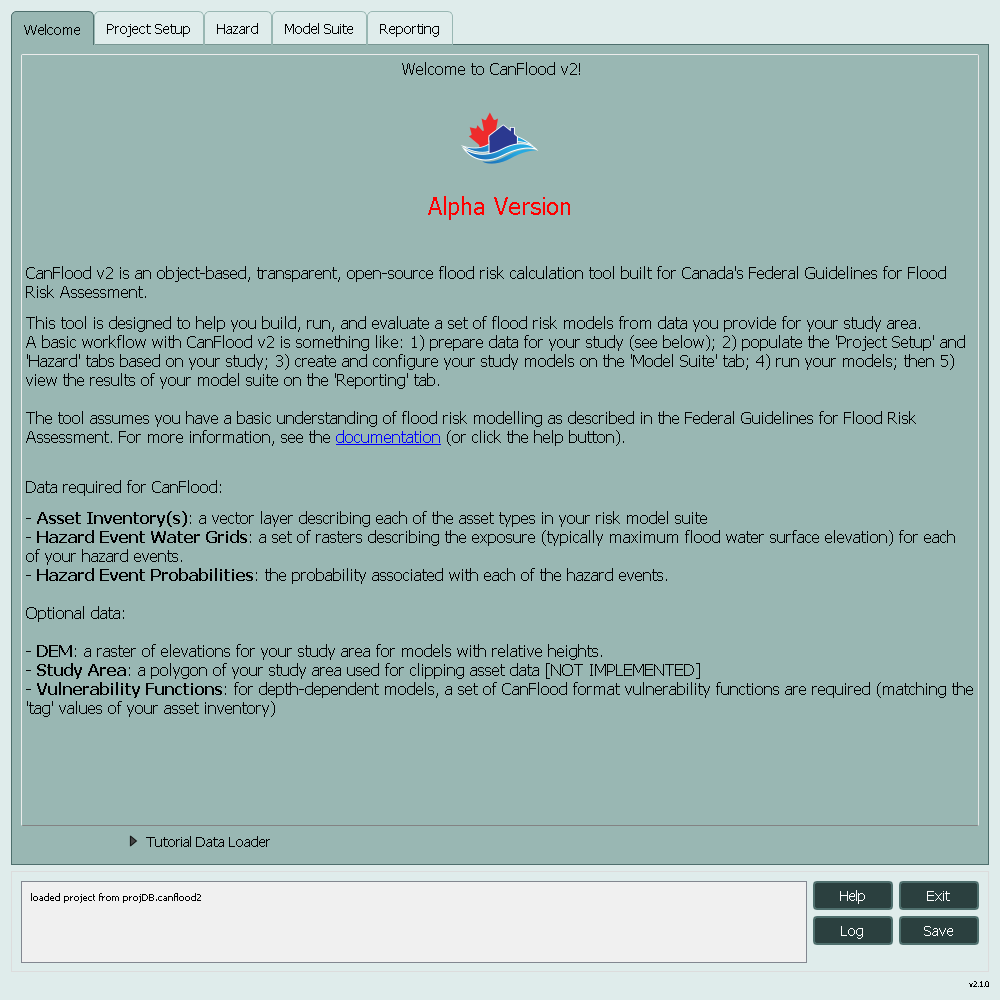 Welcome
Project Setup
Hazard
Model Suite
Reporting
Welcome to CanFlood v2!
Alpha Version
CanFlood v2 is an object-based, transparent, open-source flood risk calculation tool built for Canada's Federal Guidelines for Flood
Risk Assessment.
This tool is designed to help you build, run, and evaluate a set of flood risk models from data you provide for your study area.
A basic workflow with CanFlood v2 is something like: 1) prepare data for your study (see below); 2) populate the 'Project Setup' and
'Hazard' tabs based on your study; 3) create and configure your study models on the 'Model Suite' tab; 4) run your models; then 5)
view the results of your model suite on the 'Reporting' tab.
The tool assumes you have a basic understanding of flood risk modelling as described in the Federal Guidelines for Flood Risk
Assessment. For more information, see the documentation (or click the help button).
Data required for CanFlood:
- Asset Inventory(s): a vector layer describing each of the asset types in your risk model suite
- Hazard Event Water Grids: a set of rasters describing the exposure (typically maximum flood water surface elevation) for each
of your hazard events.
- Hazard Event Probabilities: the probability associated with each of the hazard events.
Optional data:
- DEM: a raster of elevations for your study area for models with relative heights.
- Study Area: a polygon of your study area used for clipping asset data [NOT IMPLEMENTED]
- Vulnerability Functions: for depth-dependent models, a set of CanFlood format vulnerability functions are required (matching the
'tag' values of your asset inventory)
Tutorial Data Loader
loaded project from projDB.canflood2
Help
Exit
Log
Save
v2.1.0